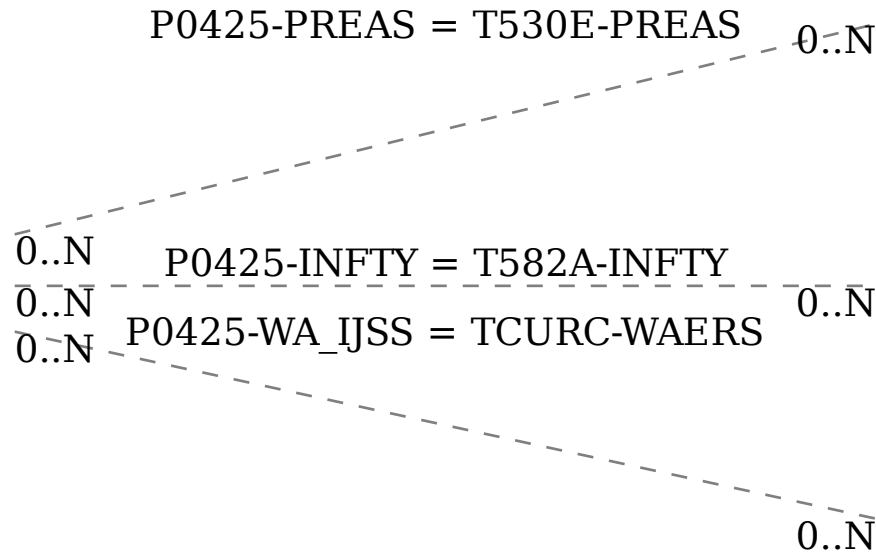 P0425-PREAS = T530E-PREAS
0..N
0..N
P0425-INFTY = T582A-INFTY
0..N
0..N
P0425-WA_IJSS = TCURC-WAERS
0..N
0..N